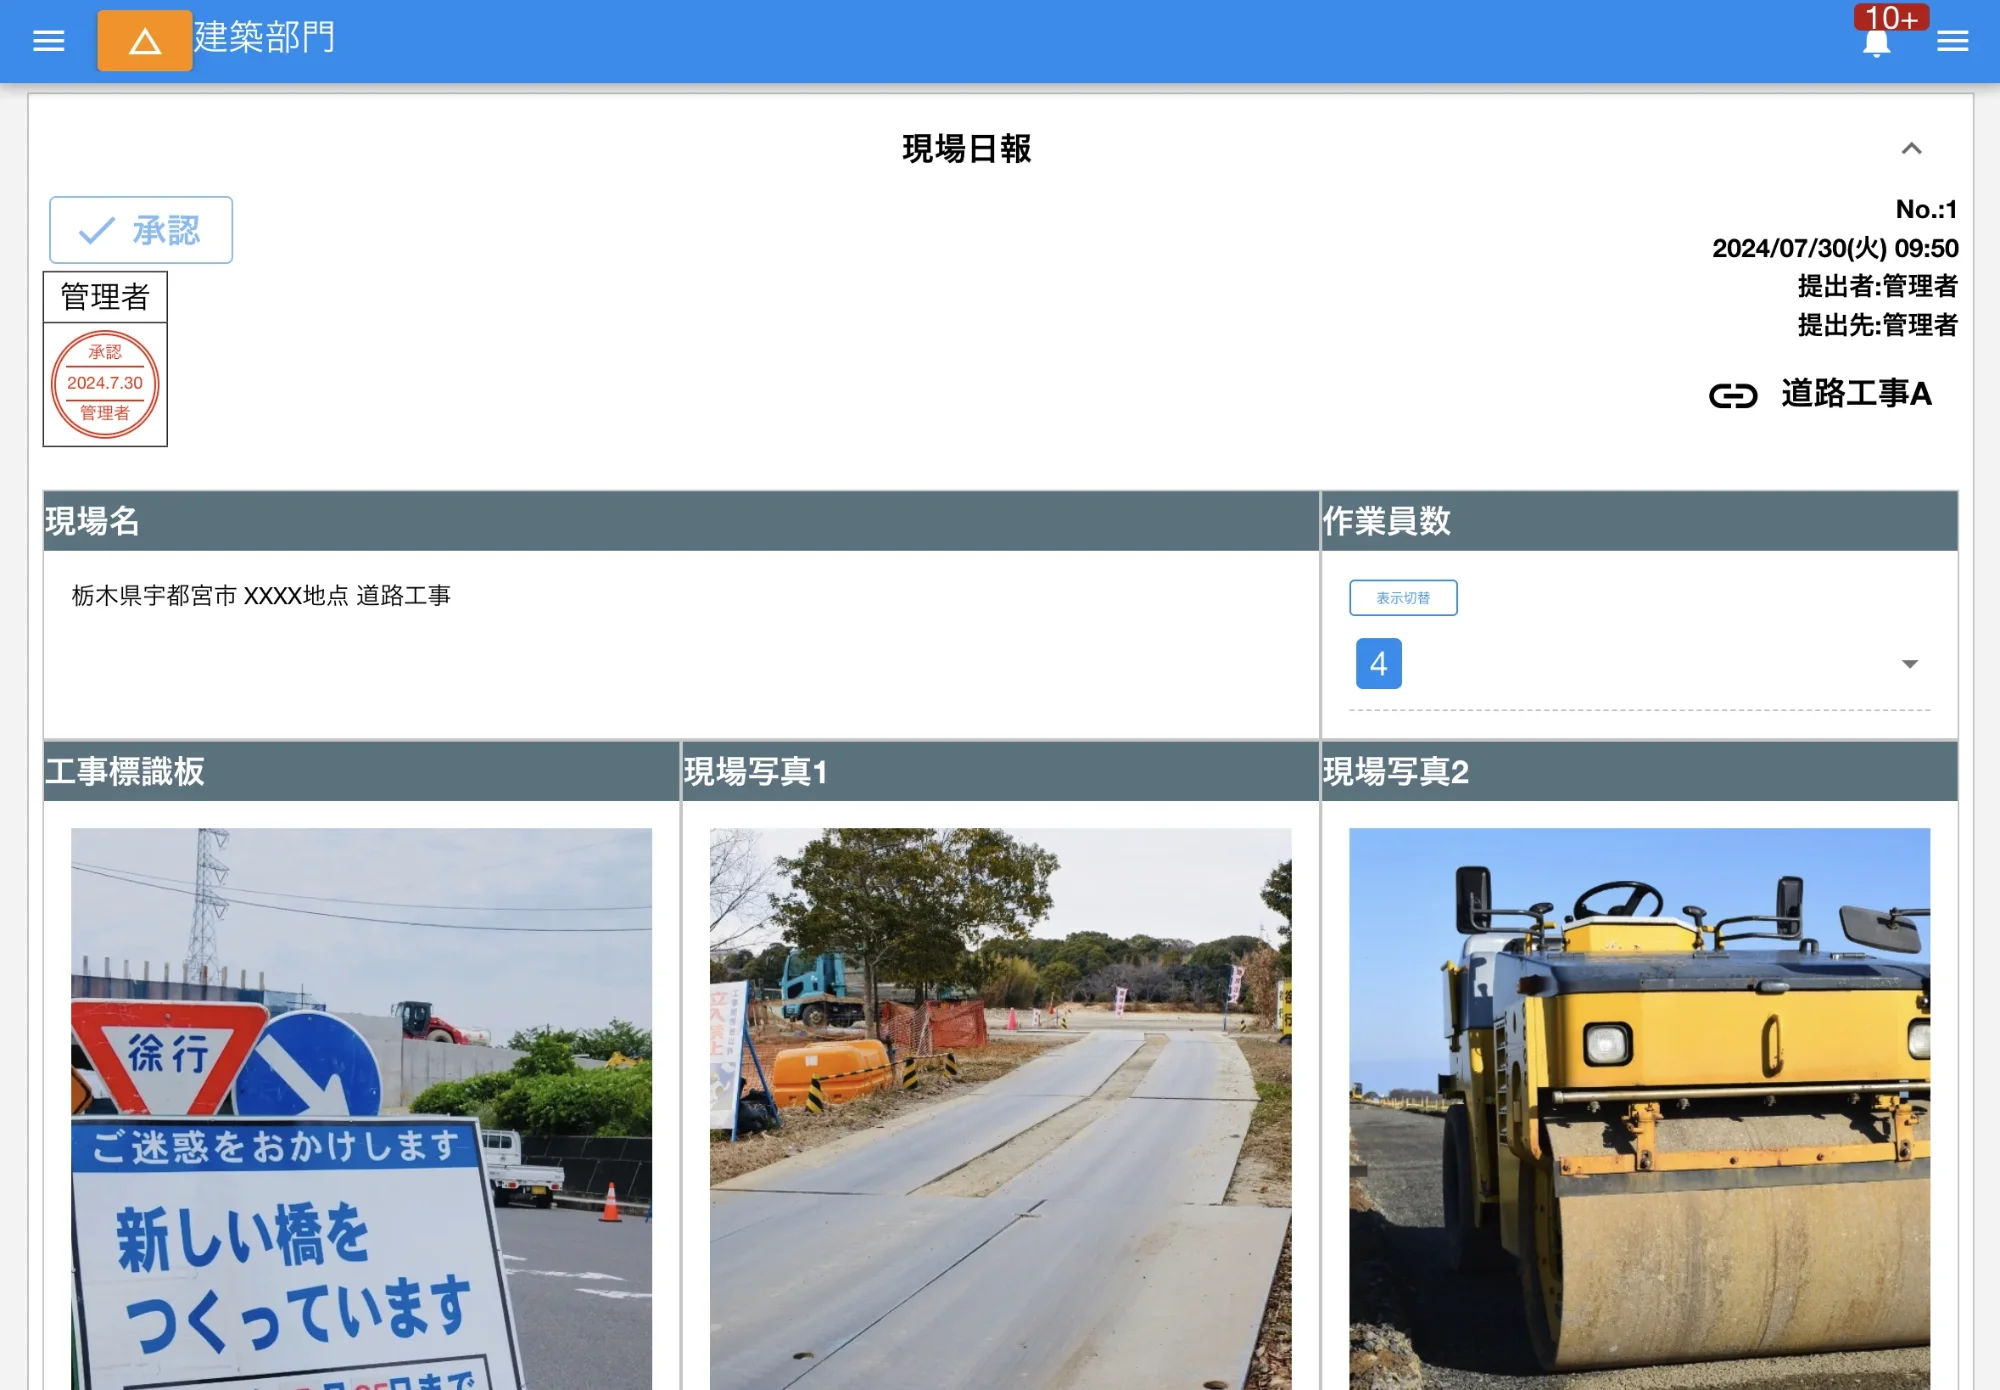 建築部門
10+
現場日報
承認
No.:1
2024/07/30(火) 09:50
提出者:管理者
提出先:管理者
管理者
承認
2024.7.30
管理者
道路工事A
現場名
作業員数
栃木県宇都宮市 XXXX地点 道路工事
表示切替
4
工事標識板
現場写真1
現場写真2
徐行
ご迷惑をおかけします
新しい橋を
つくっています
立入禁止